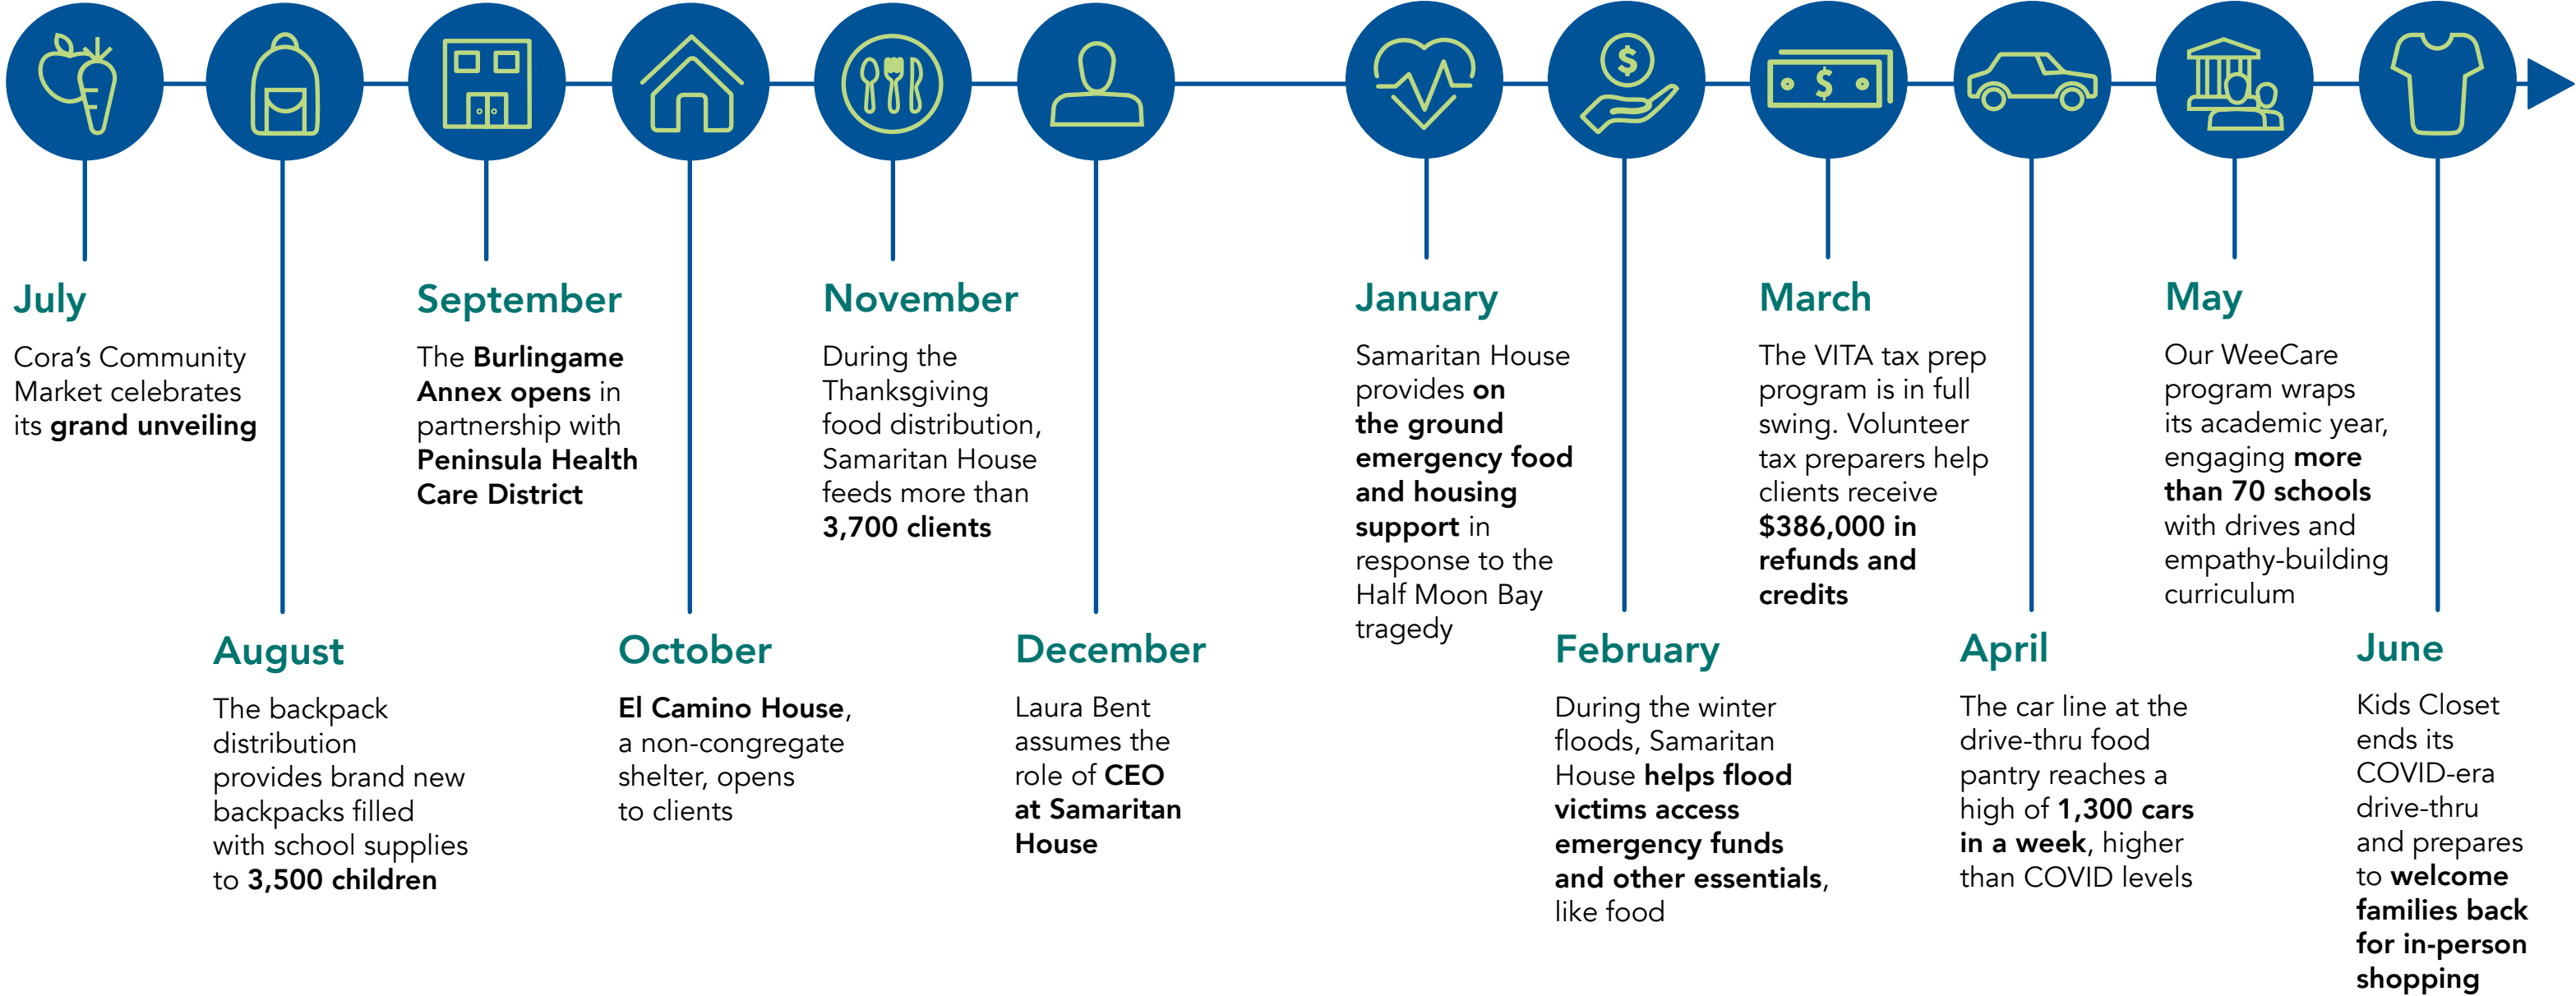 $
$
July
Cora’s Community
Market celebrates
its grand unveiling
August
The backpack
distribution
provides brand new
backpacks filled
with school supplies
to 3,500 children
September
The Burlingame
Annex opens in
partnership with
Peninsula Health
Care District
October
El Camino House,
a non-congregate
shelter, opens
to clients
November
During the
Thanksgiving
food distribution,
Samaritan House
feeds more than
3,700 clients
December
Laura Bent
assumes the
role of CEO
at Samaritan
House
January
Samaritan House
provides on
the ground
emergency food
and housing
support in
response to the
Half Moon Bay
tragedy
February
During the winter
floods, Samaritan
House helps flood
victims access
emergency funds
and other essentials,
like food
March
The VITA tax prep
program is in full
swing. Volunteer
tax preparers help
clients receive
$386,000 in
refunds and
credits
April
The car line at the
drive-thru food
pantry reaches a
high of 1,300 cars
in a week, higher
than COVID levels
May
Our WeeCare
program wraps
its academic year,
engaging more
than 70 schools
with drives and
empathy-building
curriculum
June
Kids Closet
ends its
COVID-era
drive-thru
and prepares
to welcome
families back
for in-person
shopping